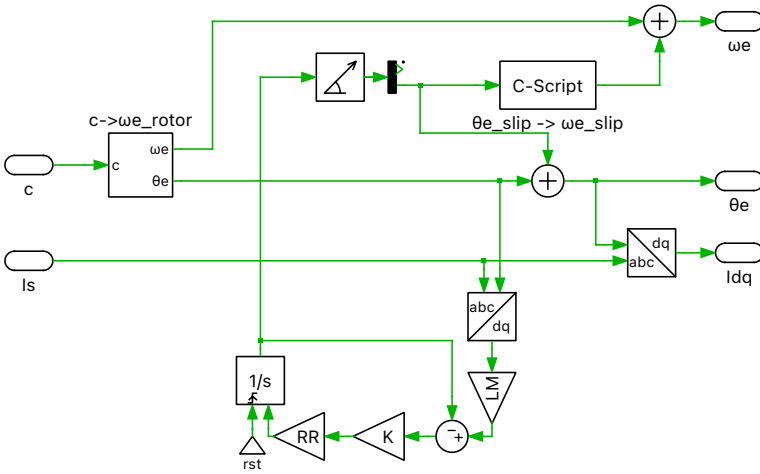 ωe
C-Script
c->ωe_rotor
θe_slip -> ωe_slip
c
ωe
θe
c
θe
dq
abc
Is
Idq
abc
dq
1/s
LM
RR
K
-
+
rst